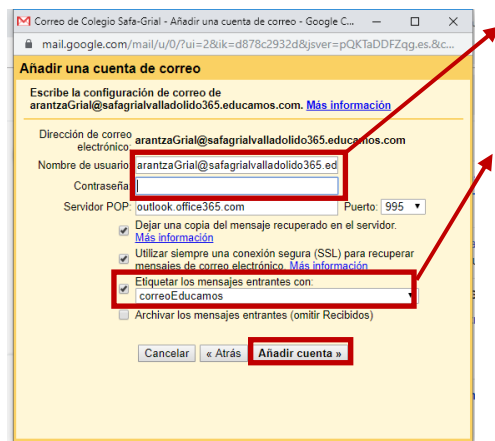 Correo de Colegio Safa-Grial - Añadir una cuenta de correo - Google C...
mail.google.com/mail/u/0/?ui=2&ik=d878c2932d&jsver=pQKTaDDFZqg.es.&c...
Añadir una cuenta de correo
Escribe la configuración de correo de
arantzaGrial@safagrialvalladolido365.educamos.com. Más información
Dirección de correo
electrónico: arantzaGrial@safagrialvalladolido365.educamos.com
Nombre de usuario: arantzaGrial@safagrialvalladolido365.ed
Contraseña:
Servidor POP: outlook.office365.com Puerto: 995
Dejar una copia del mensaje recuperado en el servidor.
Más información
Utilizar siempre una conexión segura (SSL) para recuperar
mensajes de correo electrónico. Más información
Etiquetar los mensajes entrantes con:
correoEducamos
Archivar los mensajes entrantes (omitir Recibidos)
Cancelar « Atrás Añadir cuenta »